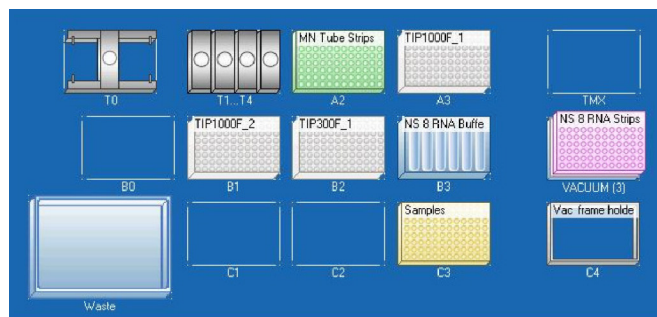 MN Tube Strips
TIP1000F_1
T0
T1...T4
A2
A3
TMX
TIP1000F_2
TIP300F_1
NS 8 RNA Buffe
NS 8 RNA Strips
B0
B1
B2
B3
VACUUM (3)
Samples
Vac frame holde
C1
C2
C3
C4
Waste